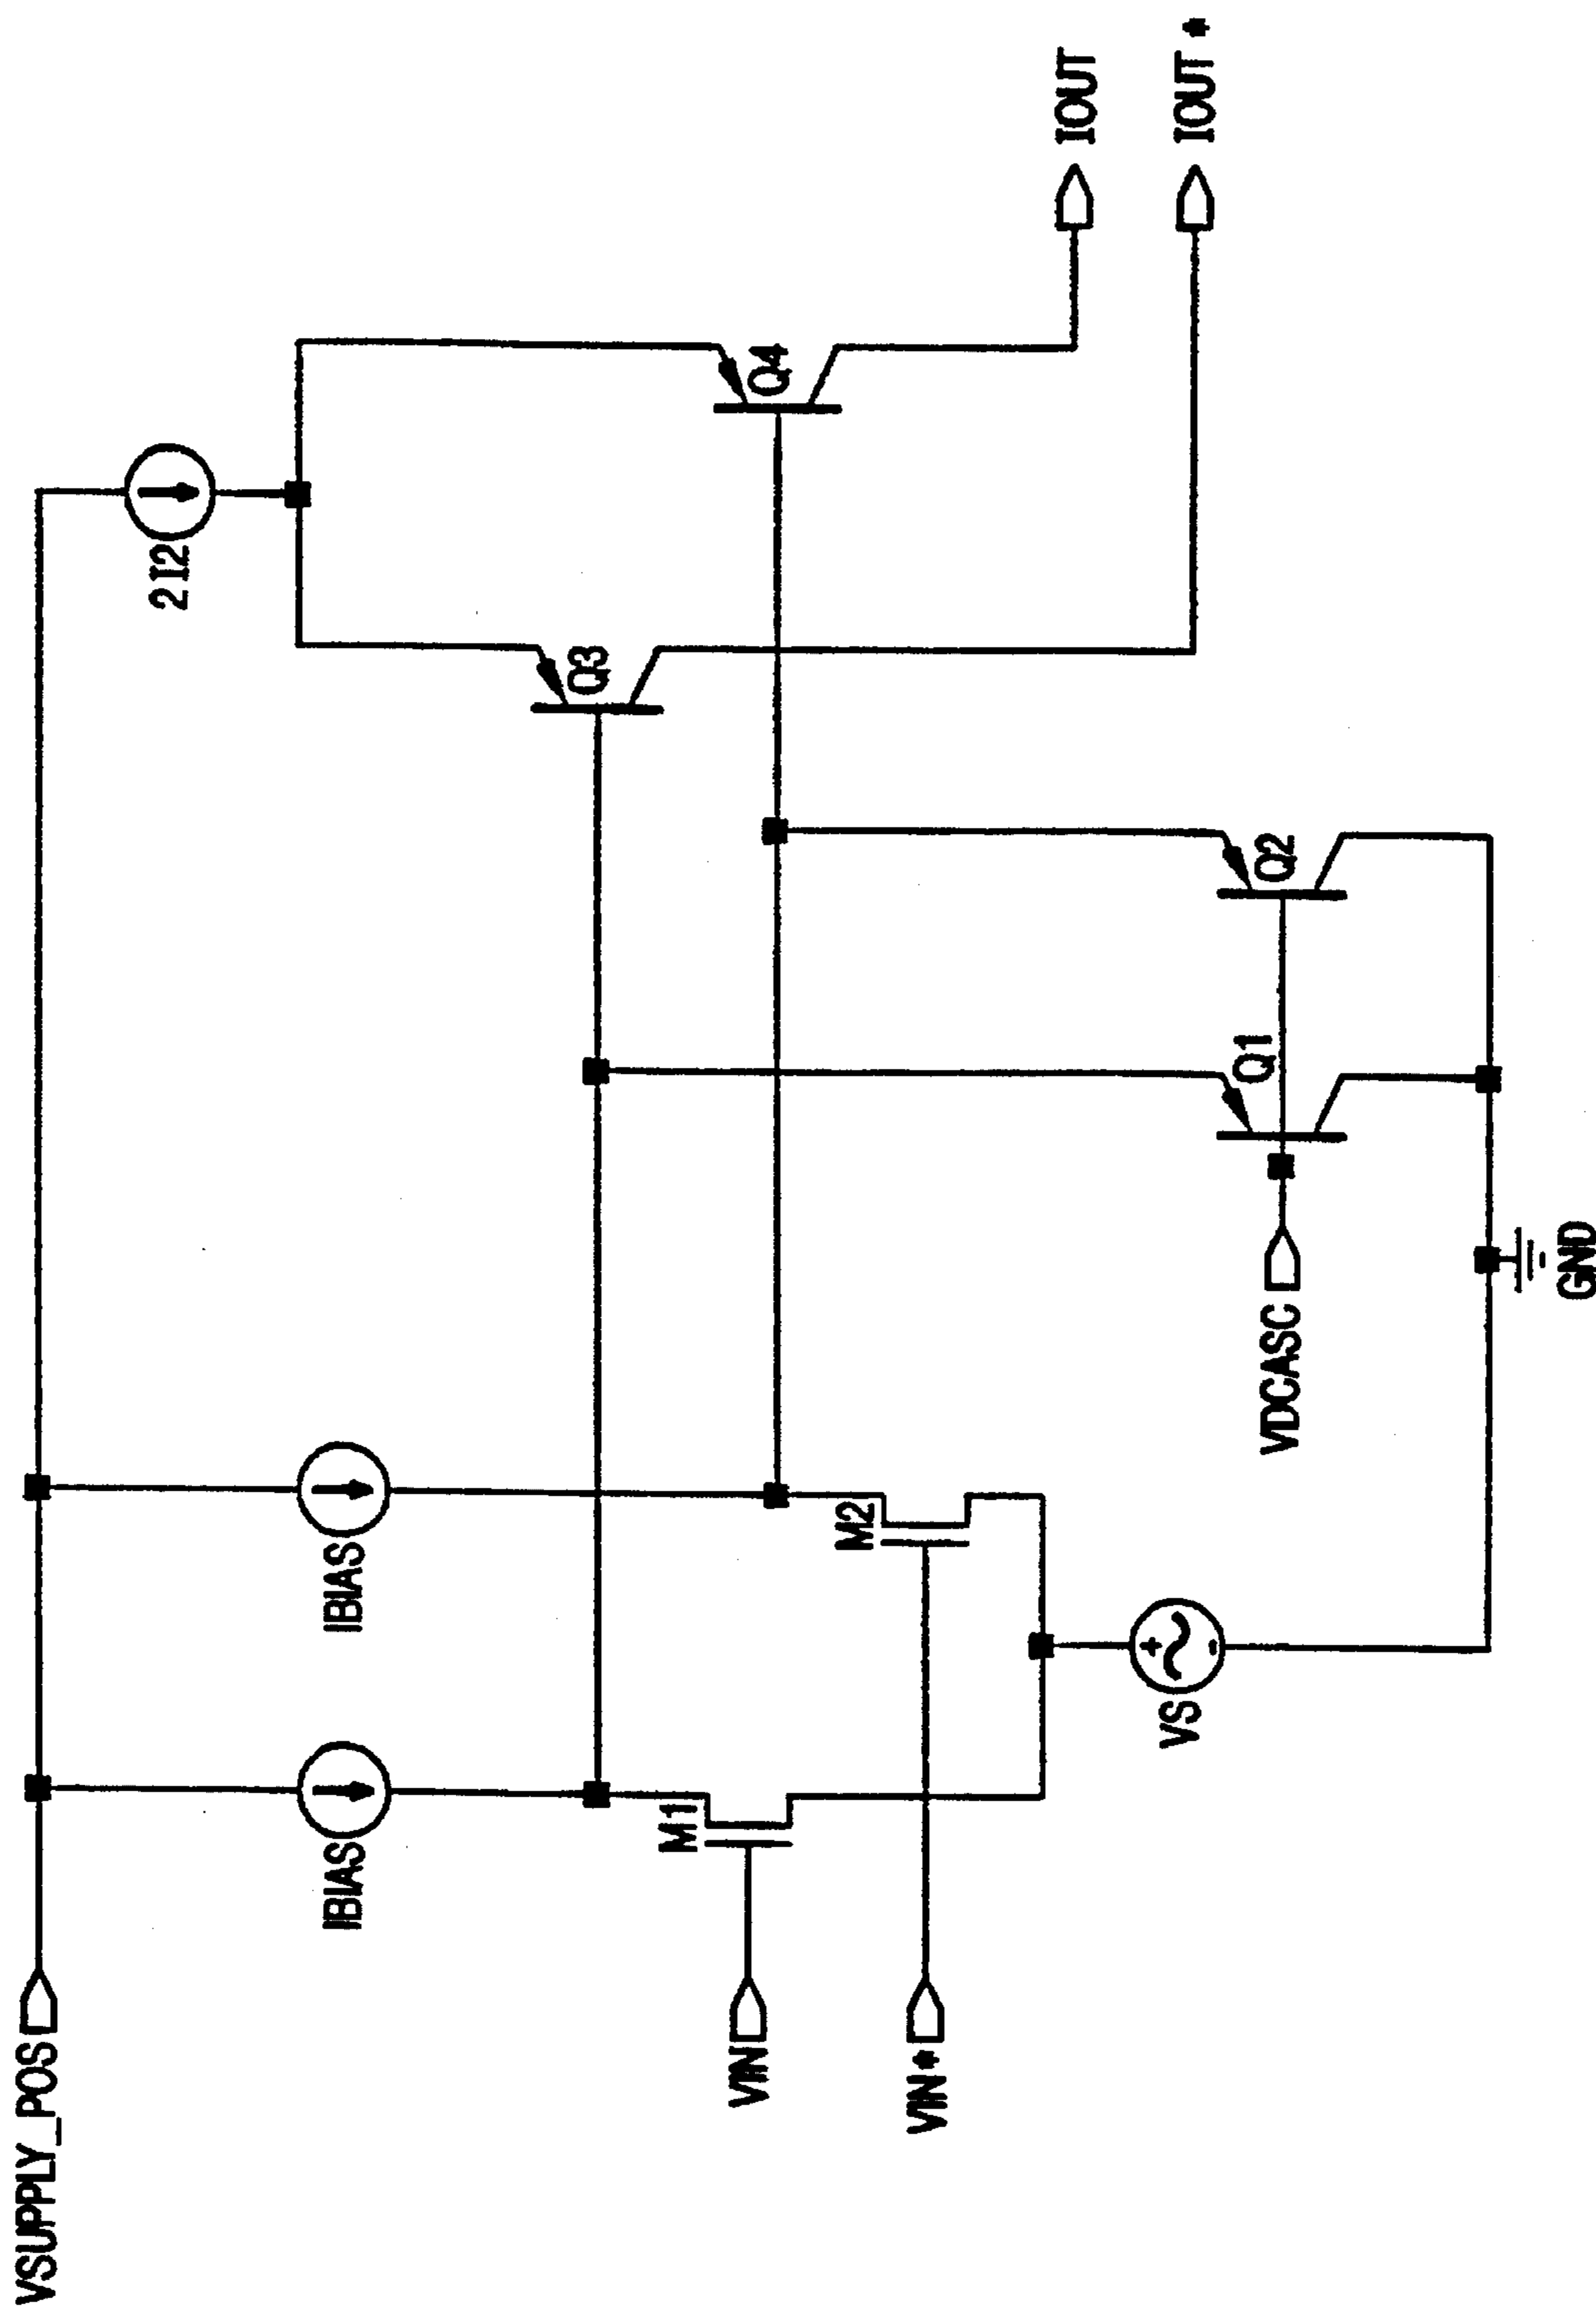 VSUPPLY_POS
2I2
IBIAS
IBIAS
Q3
M1
VIN
Q4
M2
VIN*
IOUT
VS
IOUT*
Q1
Q2
VDCASC
GND